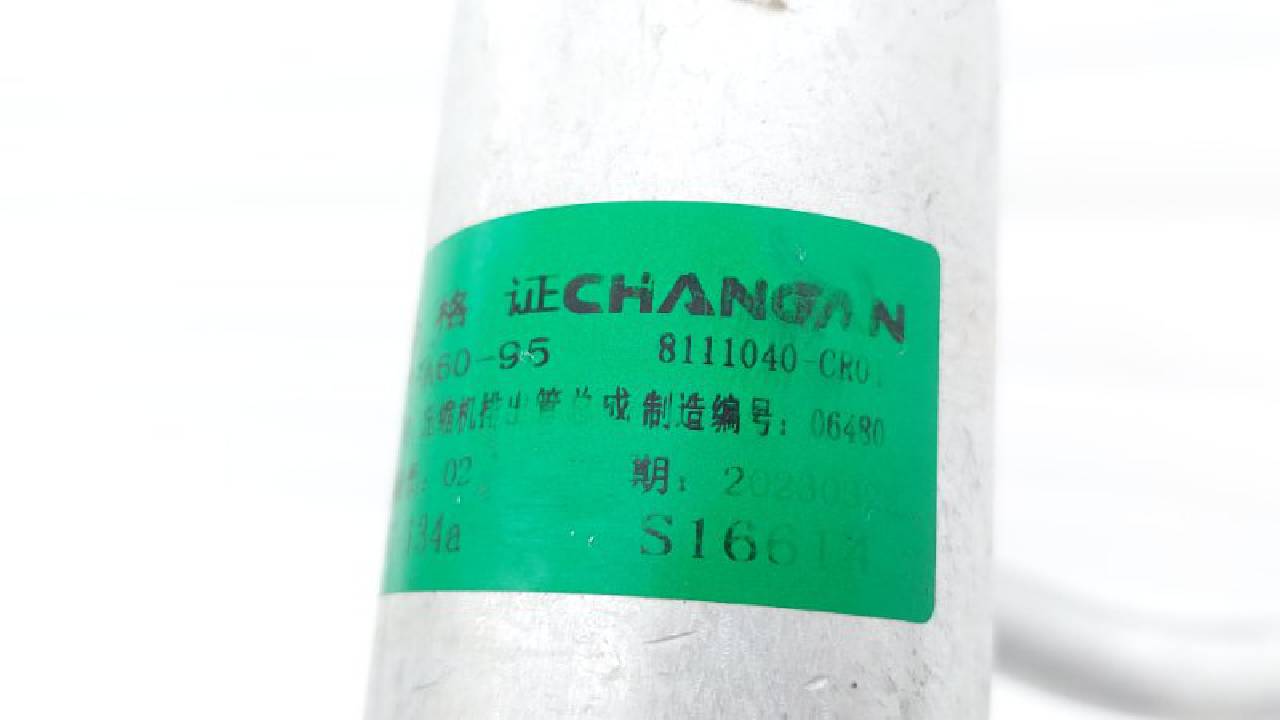 格 证CHANGAN
A60-95 8111040-CR01
压缩机排出管总成 制造编号: 06480
: 02 期: 202309
134a S16614